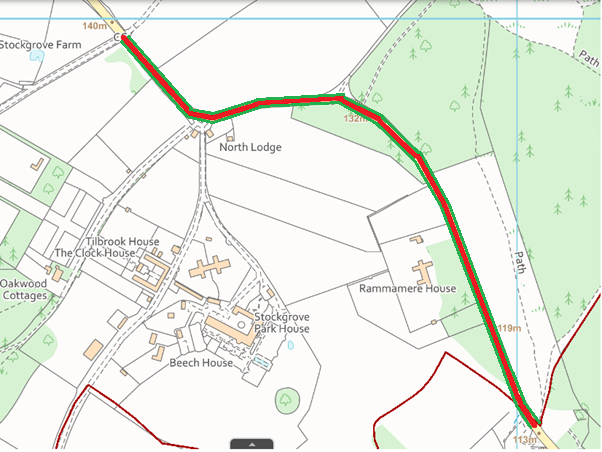 140m
Stockgrove Farm
Path
132m
North Lodge
Tilbrook House
The Clock House
Path
Oakwood
Cottages
Rammamere House
Stockgrove
Park House
119m
Beech House
113m